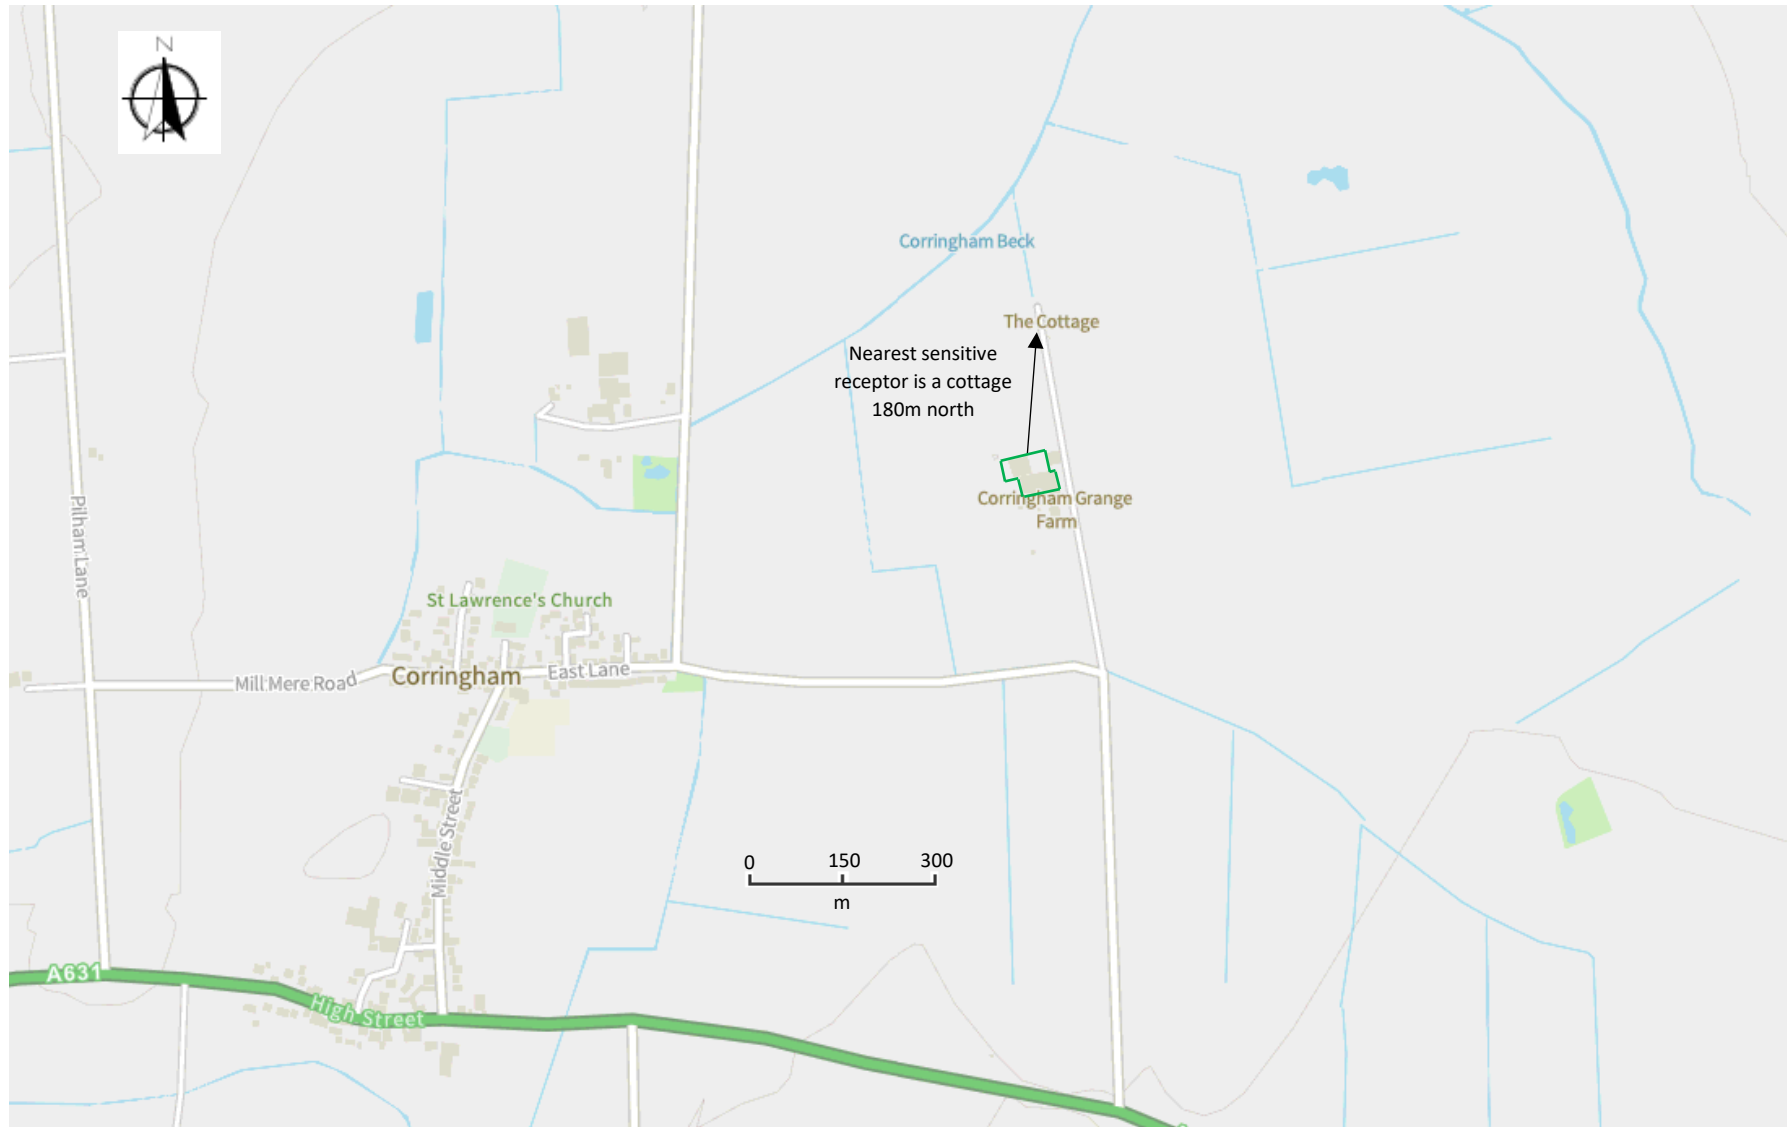 N
Corringham Beck
The Cottage
Nearest sensitive
receptor is a cottage
180m north
Corringham Grange
Farm
Pilham Lane
St Lawrence's Church
Mill Mere Road
Corringham
East Lane
Middle Street
0 150 300
m
A631
High Street